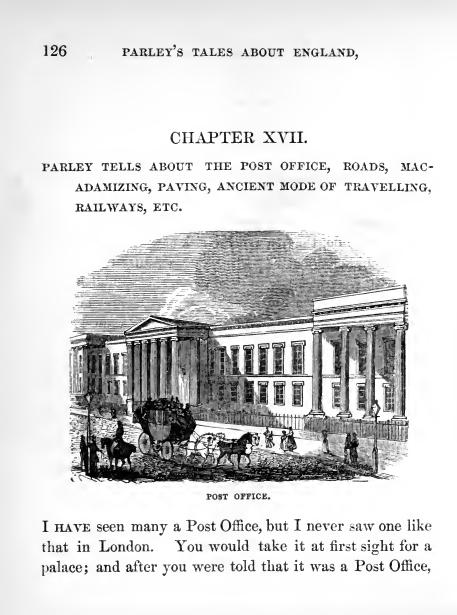 126 PARLEY'S TALES ABOUT ENGLAND,
CHAPTER XVII.
PARLEY TELLS ABOUT THE POST OFFICE, ROADS, MAC-
ADAMIZING, PAVING, ANCIENT MODE OF TRAVELLING,
RAILWAYS, ETC.
POST OFFICE.
I HAVE seen many a Post Office, but I never saw one like
that in London. You would take it at first sight for a
palace; and after you were told that it was a Post Office,